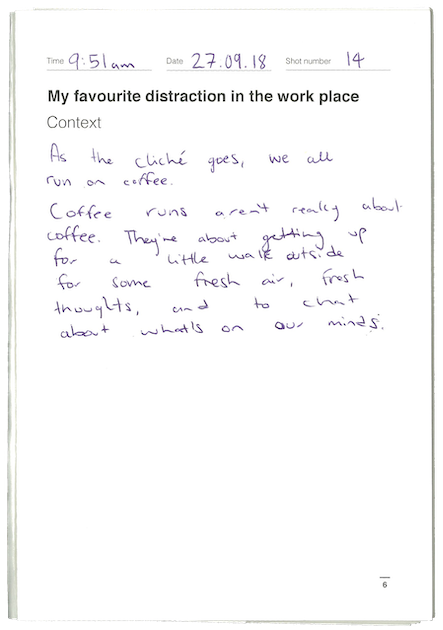 Time 9:51am Date 27.09.18 Shot number 14
My favourite distraction in the work place
Context
As the cliché goes, we all
run on coffee.
Coffee runs aren't really about
coffee. They're about getting up
for a little walk outside
for some fresh air, fresh
thoughts, and to chat
about what's on our minds.
6